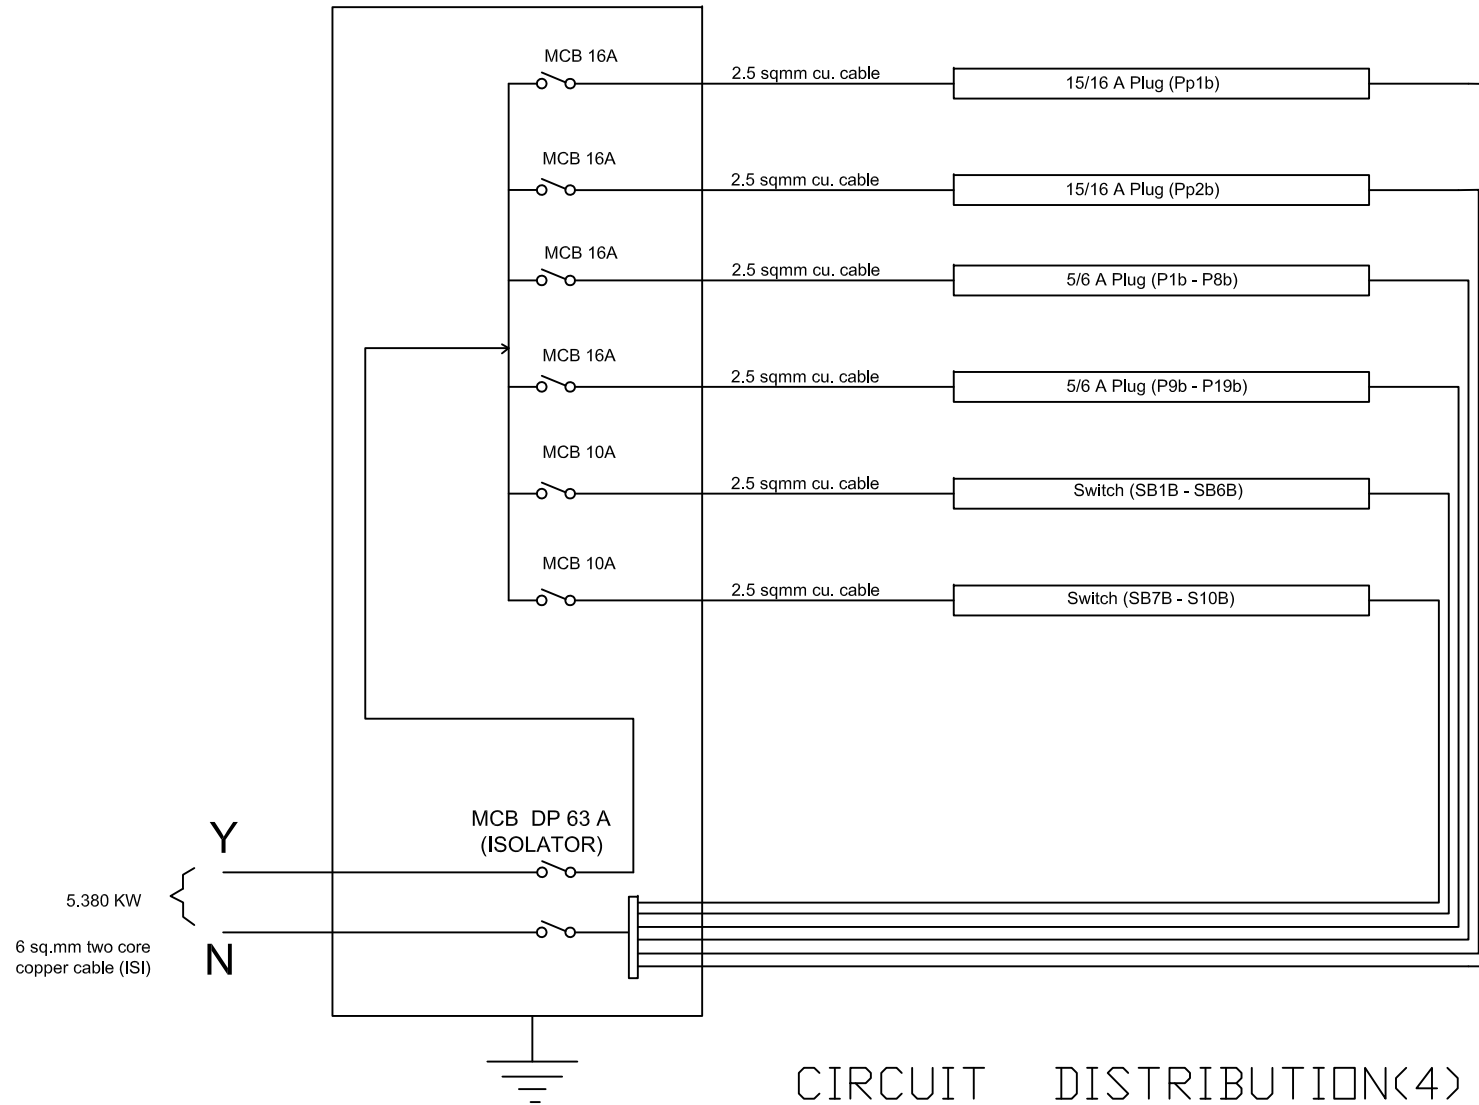 MCB 16A
2.5 sqmm cu. cable
15/16 A Plug (Pp1b)
MCB 16A
2.5 sqmm cu. cable
15/16 A Plug (Pp2b)
MCB 16A
2.5 sqmm cu. cable
5/6 A Plug (P1b - P8b)
MCB 16A
2.5 sqmm cu. cable
5/6 A Plug (P9b - P19b)
MCB 10A
2.5 sqmm cu. cable
Switch (SB1B - SB6B)
MCB 10A
2.5 sqmm cu. cable
Switch (SB7B - S10B)
MCB DP 63 A
(ISOLATOR)
Y
5.380 KW
N
6 sq.mm two core
copper cable (ISI)
CIRCUIT DISTRIBUTION(4)